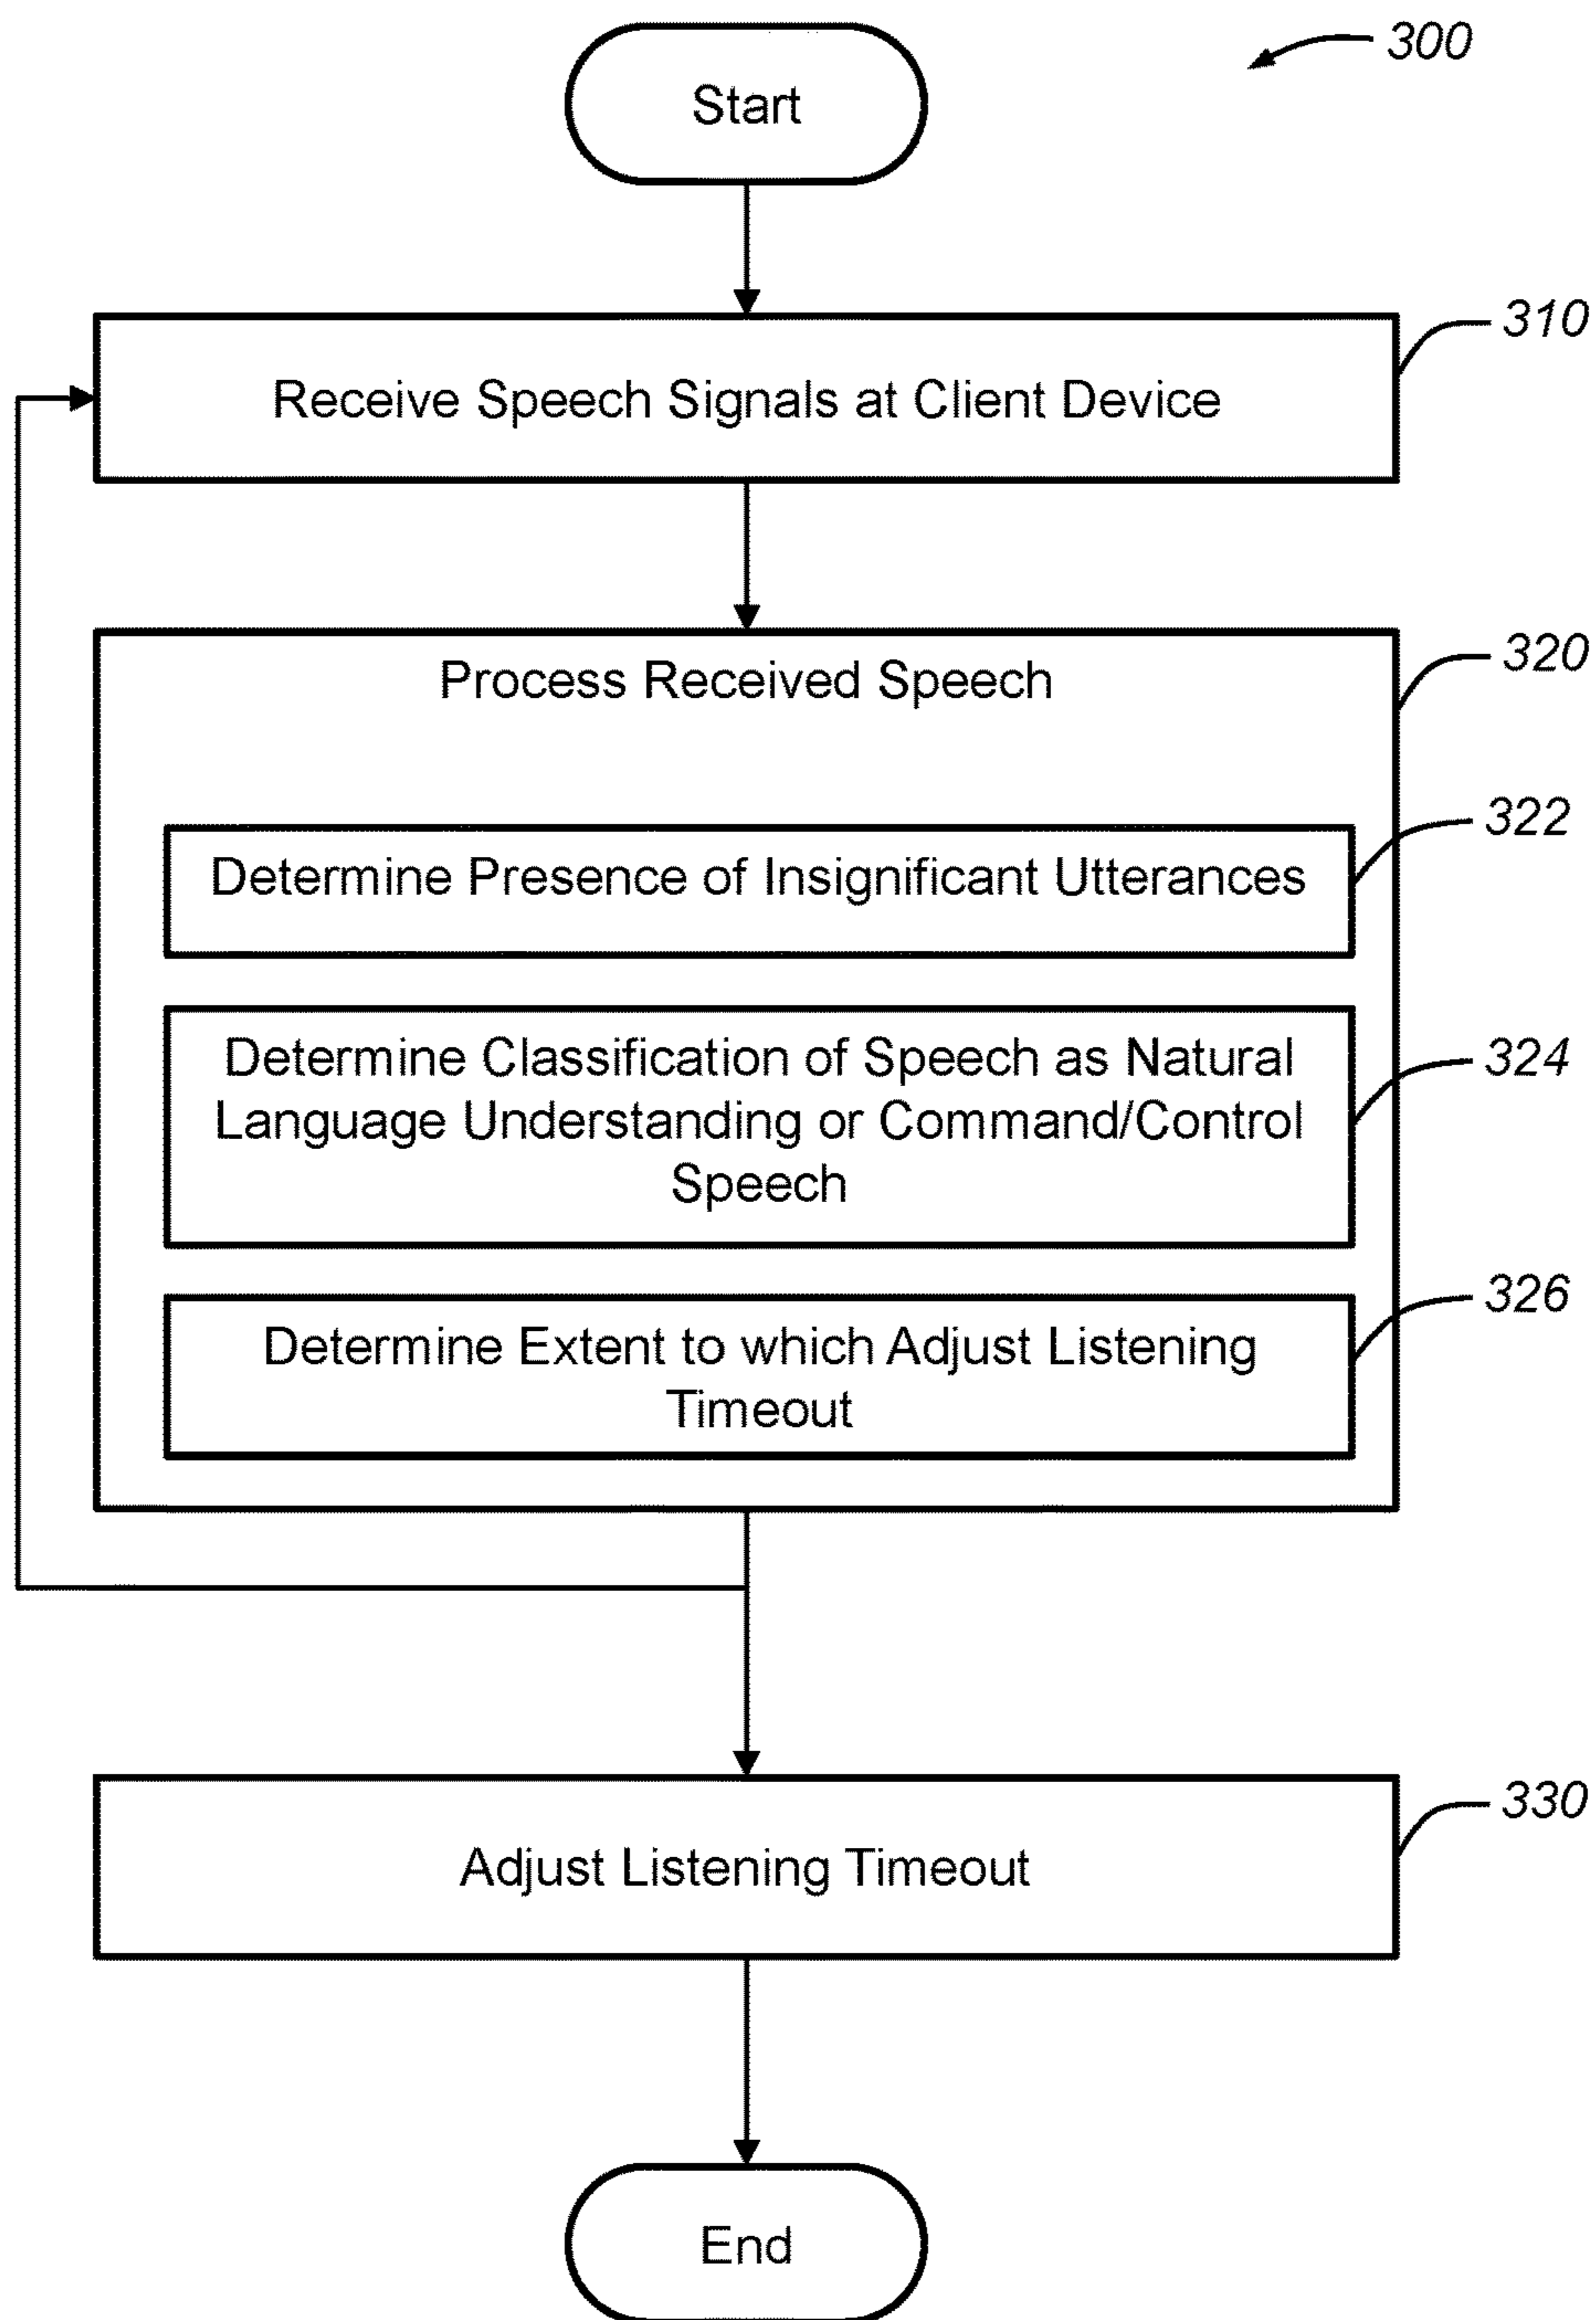 300
Start
310
Receive Speech Signals at Client Device
320
Process Received Speech
322
Determine Presence of Insignificant Utterances
324
Determine Classification of Speech as Natural
Language Understanding or Command/Control
Speech
326
Determine Extent to which Adjust Listening
Timeout
330
Adjust Listening Timeout
End